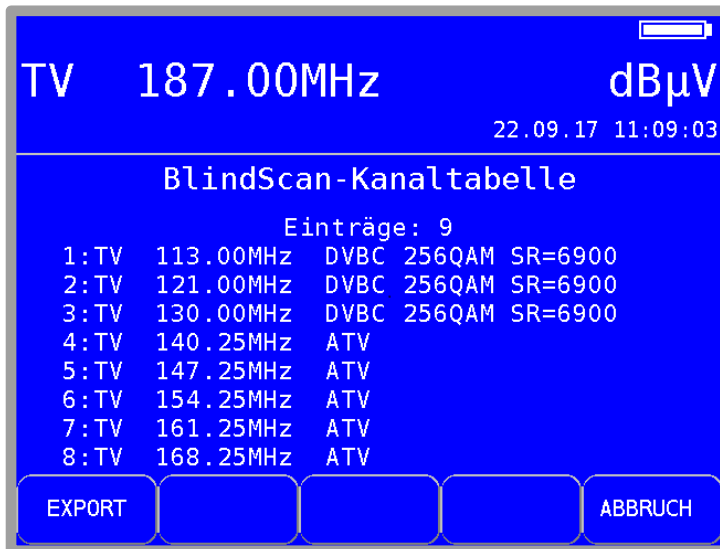 TV 187.00MHz dBµV
22.09.17 11:09:03
BlindScan-Kanaltabelle
Einträge: 9
1:TV 113.00MHz DVBC 256QAM SR=6900
2:TV 121.00MHz DVBC 256QAM SR=6900
3:TV 130.00MHz DVBC 256QAM SR=6900
4:TV 140.25MHz ATV
5:TV 147.25MHz ATV
6:TV 154.25MHz ATV
7:TV 161.25MHz ATV
8:TV 168.25MHz ATV
EXPORT ABBRUCH